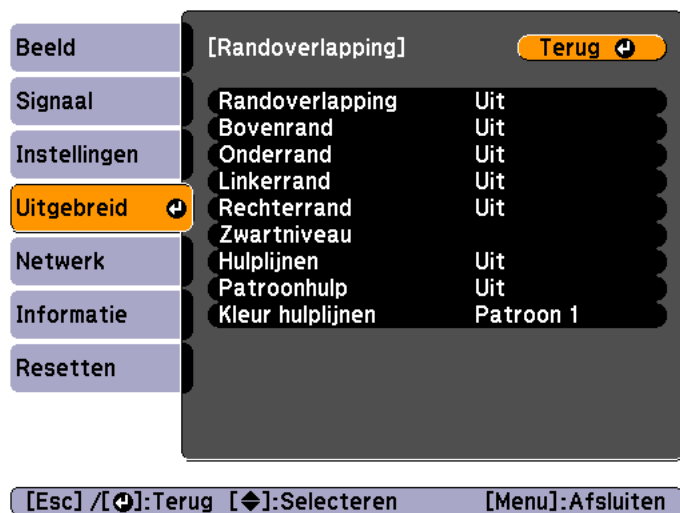 Beeld
Signaal
Instellingen
Uitgebreid
Netwerk
Informatie
Resetten
[Randoverlapping] Terug
Randoverlapping Uit
Bovenrand Uit
Onderrand Uit
Linkerrand Uit
Rechterrand Uit
Zwartniveau
Hulplijnen Uit
Patroonhulp Uit
Kleur hulplijnen Patroon 1
[Esc] /[⏎]:Terug [◆]:Selecteren [Menu]:Afsluiten